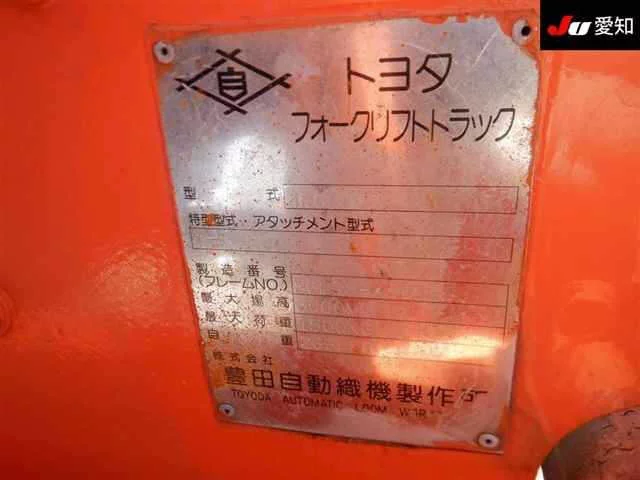 JU 愛知
自
トヨタ
フォークリフトトラック
型式
特型型式・アタッチメント型式
製造番号
(フレームNO.)
最大揚高
最大荷重
自 重
株式会社
豊田自動織機製作
TOYODA AUTOMATIC LOOM